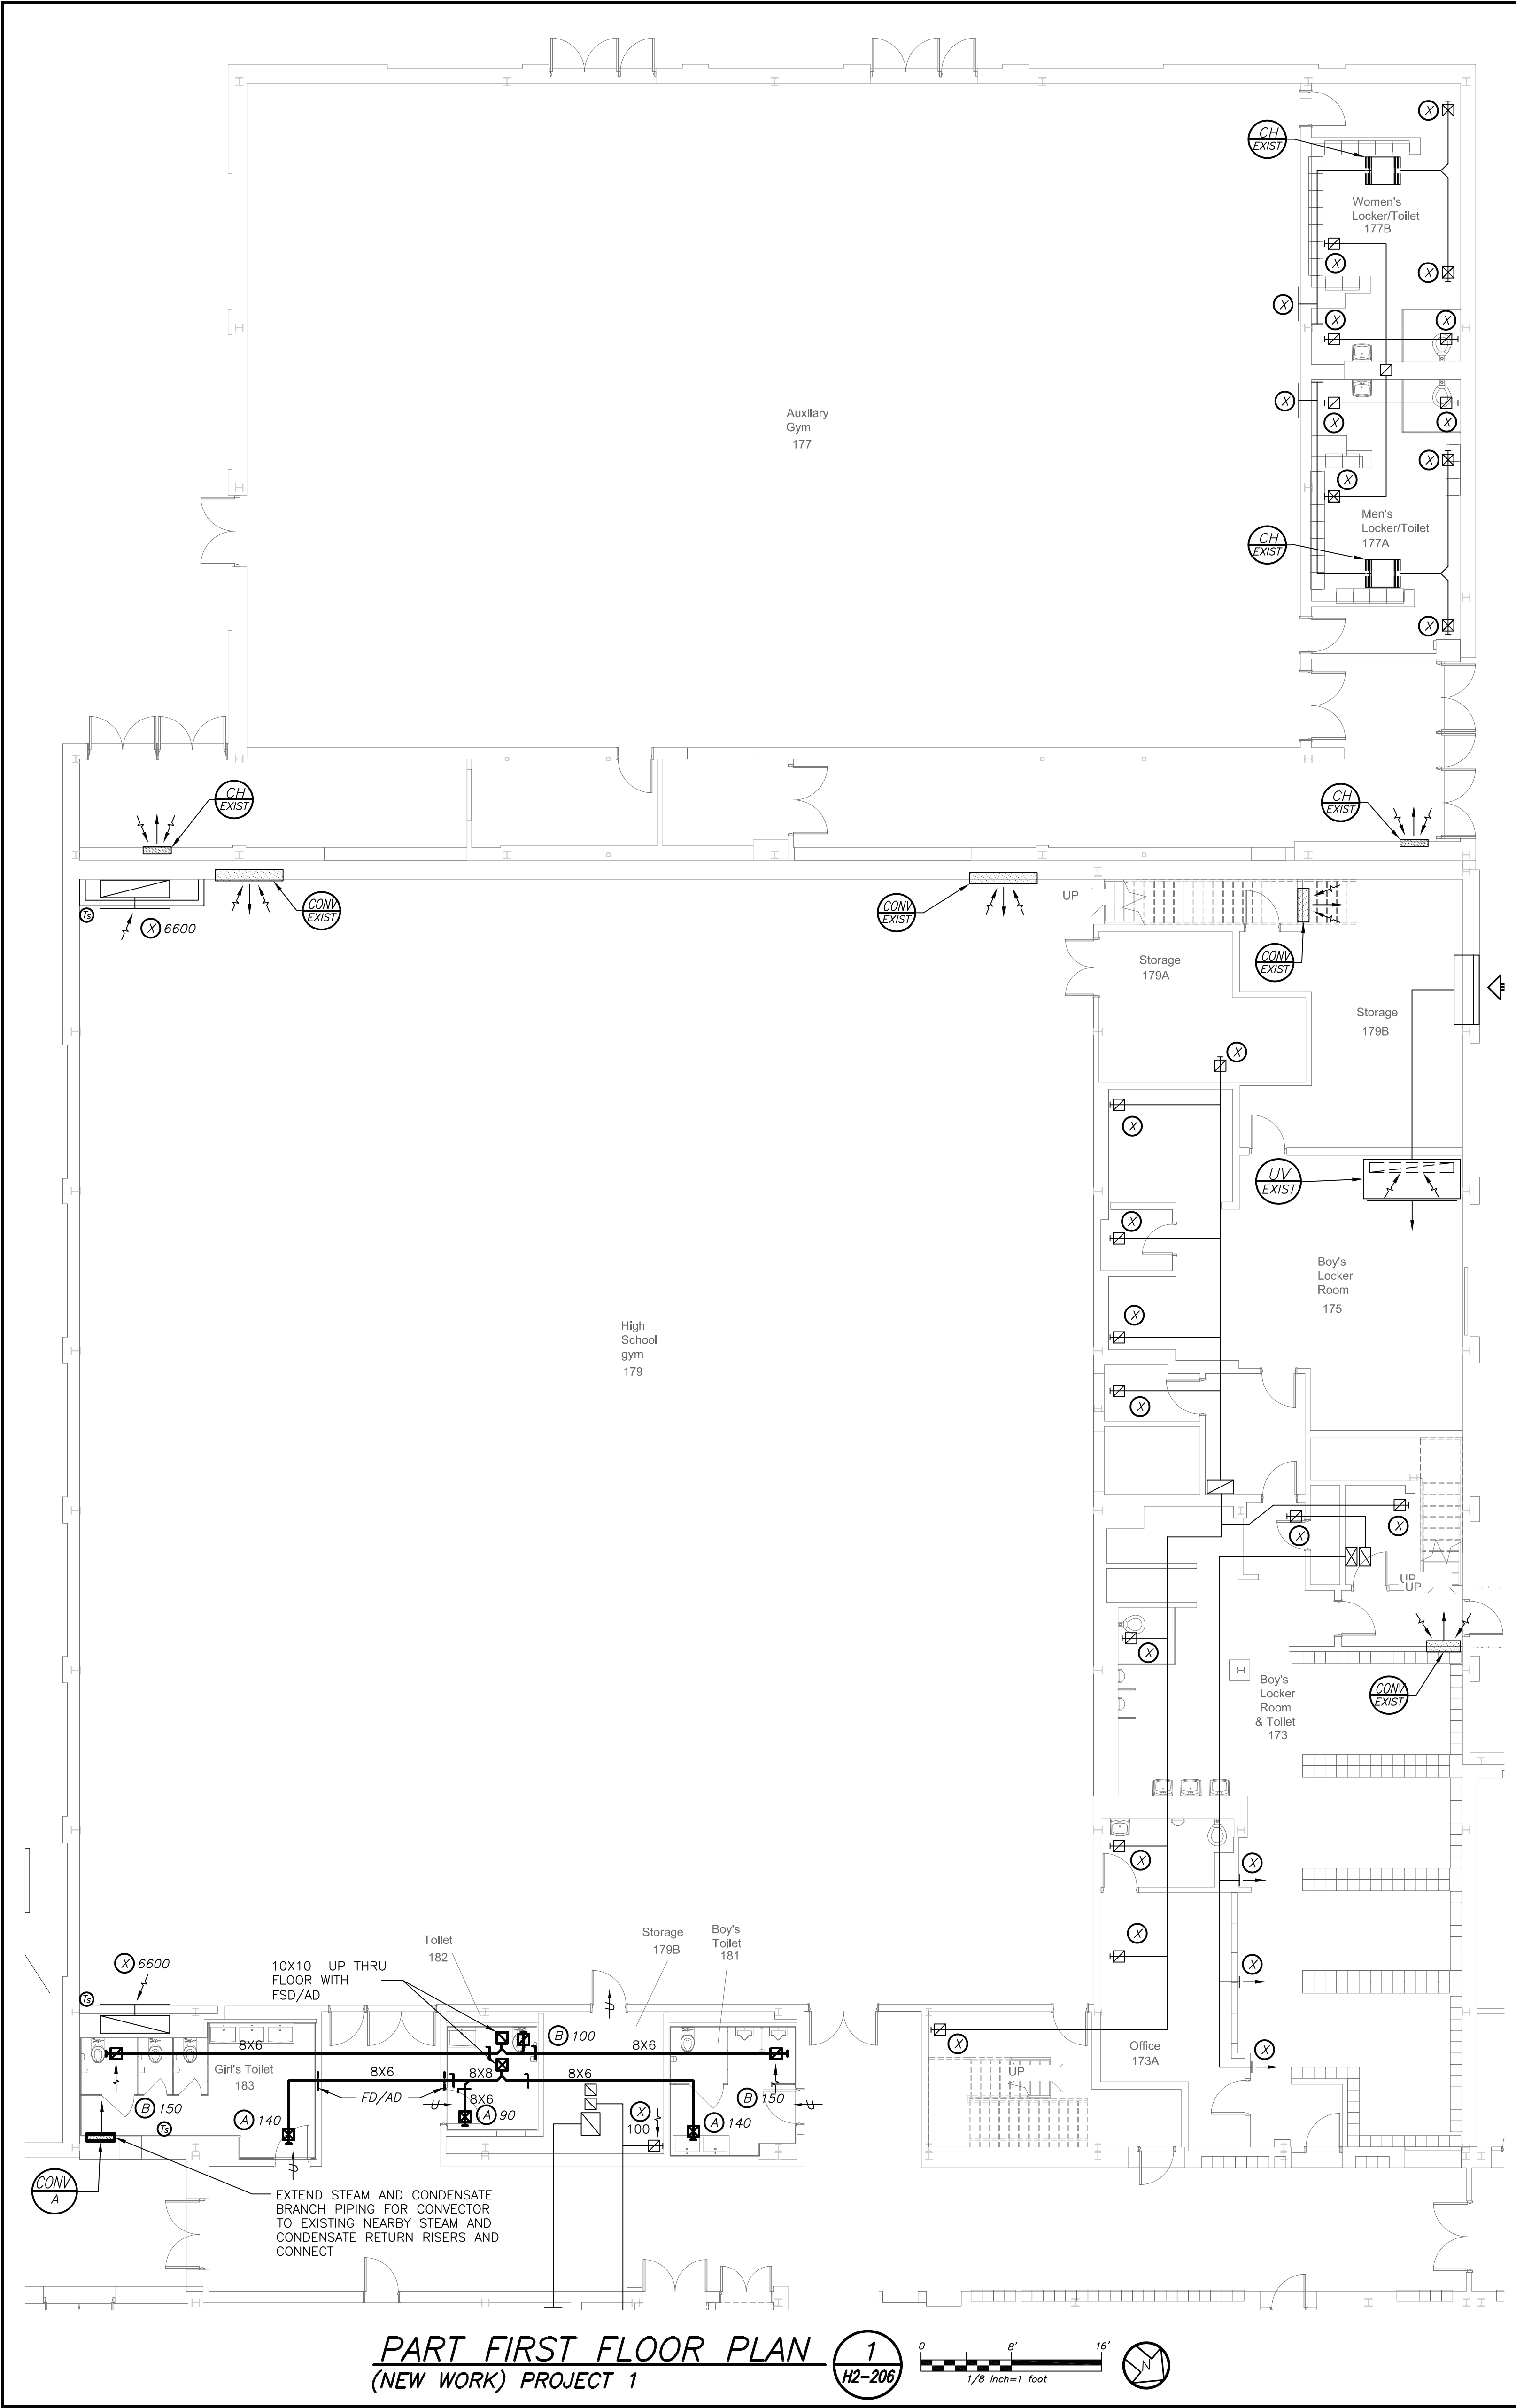 CH
EXIST
X
X
Women's
Locker/Toilet
177B
X
X
X
X
X
X
X
X
X
X
Auxilary
Gym
177
Men's
Locker/Toilet
177A
CH
EXIST
X
CH
EXIST
CH
EXIST
CONV
EXIST
CONV
EXIST
UP
Ts
X 6600
Storage
179A
CONV
EXIST
Storage
179B
X
X
UV
EXIST
X
Boy's
Locker
Room
175
X
High
School
gym
179
X
X
X
UP
UP
X
Boy's
Locker
Room
& Toilet
173
CONV
EXIST
X
X
X
X
Toilet
182
Storage
179B
Boy's
Toilet
181
X 6600
10X10 UP THRU
FLOOR WITH
FSD/AD
Ts
8X6
B 100
8X6
X
Office
173A
X
UP
Girl's Toilet
183
8X6
8X8
8X6
FD/AD
8X6
B 150
B 150
A 140
U
A 90
X
100
A 140
U
Ts
U
U
CONV
A
EXTEND STEAM AND CONDENSATE
BRANCH PIPING FOR CONVECTOR
TO EXISTING NEARBY STEAM AND
CONDENSATE RETURN RISERS AND
CONNECT
PART FIRST FLOOR PLAN
(NEW WORK) PROJECT 1
1
H2-206
0 8' 16'
1/8 inch=1 foot
N